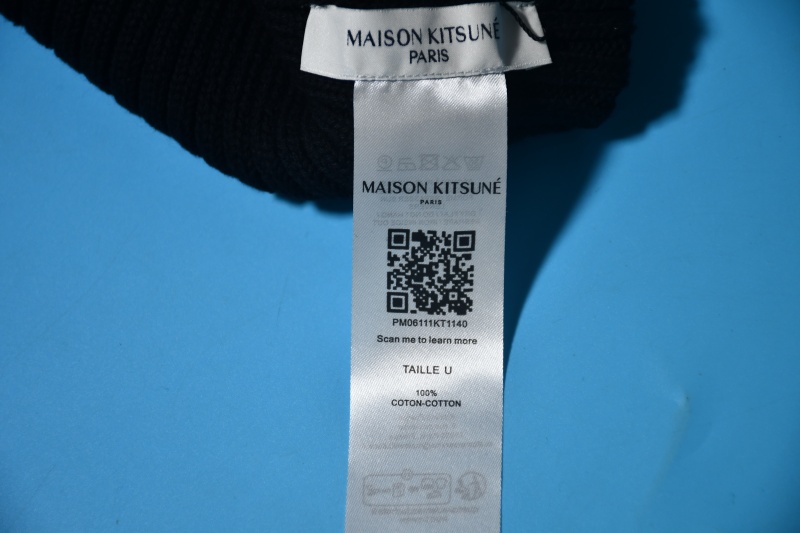 MAISON KITSUNÉ
PARIS
MAISON KITSUNÉ
PARIS
PM06111KT1140
Scan me to learn more
TAILLE U
100%
COTON-COTTON